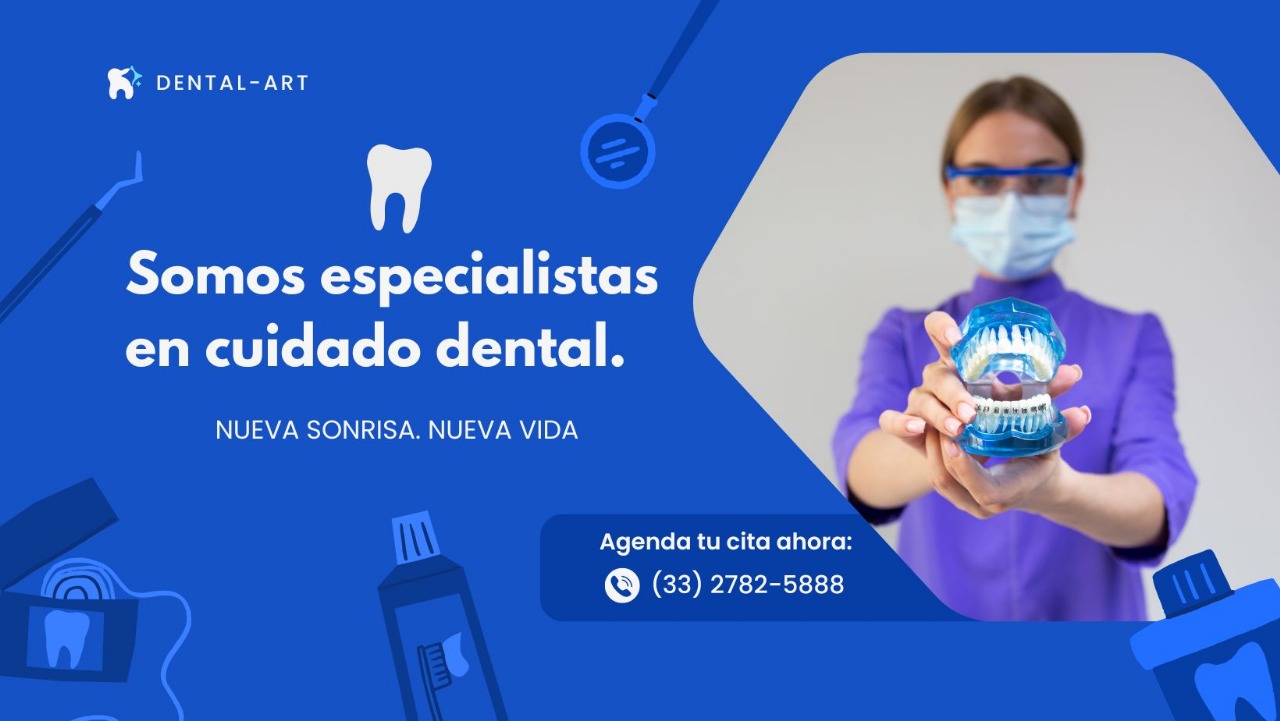 DENTAL-ART
Somos especialistas
en cuidado dental.
NUEVA SONRISA. NUEVA VIDA
Agenda tu cita ahora:
(33) 2782-5888